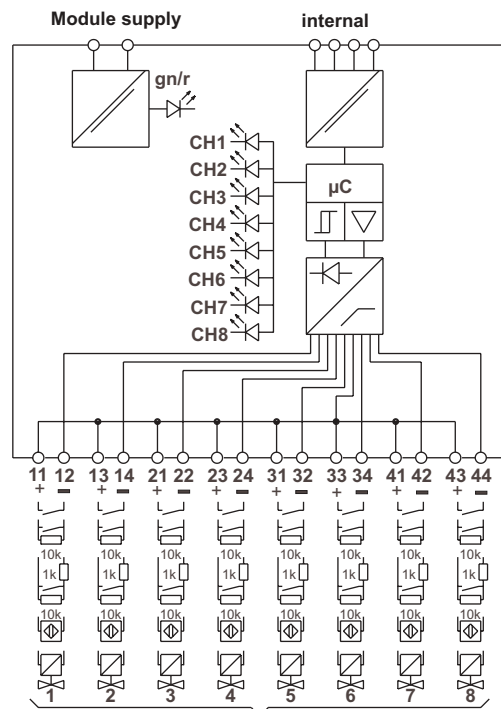 Module supply internal
gn/r
CH1
CH2
CH3
CH4
CH5
CH6
CH7
CH8
µC
11 12 13 14 21 22 23 24 31 32 33 34 41 42 43 44
+ − + − + − + − + − + − + − + −
10k 10k 10k 10k 10k 10k 10k 10k
1k 1k 1k 1k 1k 1k 1k 1k
10k 10k 10k 10k 10k 10k 10k 10k
1 2 3 4 5 6 7 8